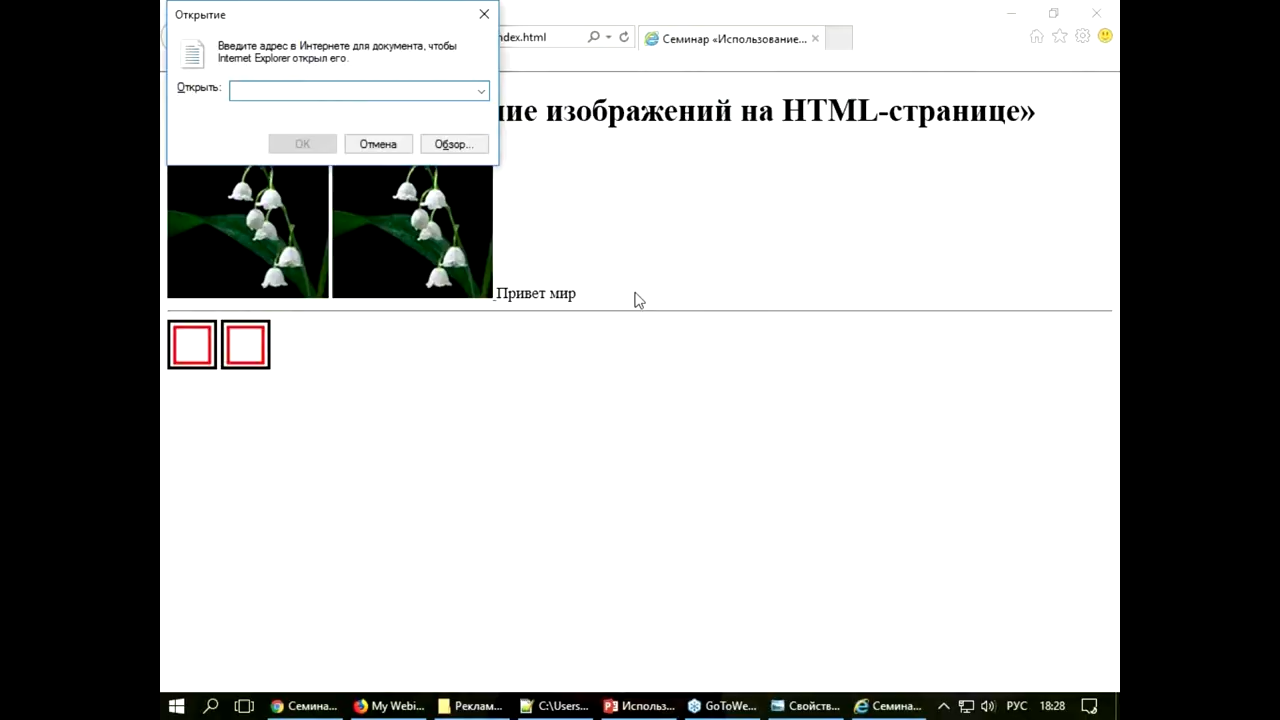 Открытие
Введите адрес в Интернете для документа, чтобы
Internet Explorer открыл его.
Открыть:
ОК
Отмена
Обзор...
ndex.html
Семинар «Использование...
ие изображений на HTML-странице»
Привет мир
Семина...
My Webi...
Реклам...
C:\Users...
Использ...
GoToWe...
Свойств...
Семина...
РУС
18:28